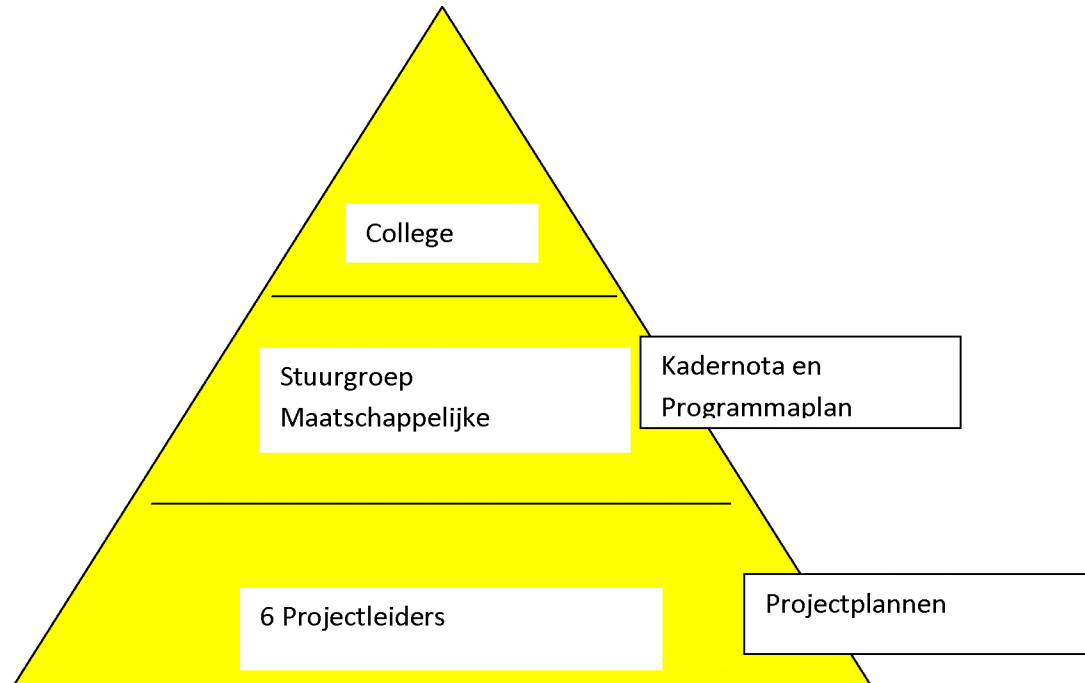 College
Stuurgroep
Maatschappelijke
Kadernota en
Programmaplan
6 Projectleiders
Projectplannen